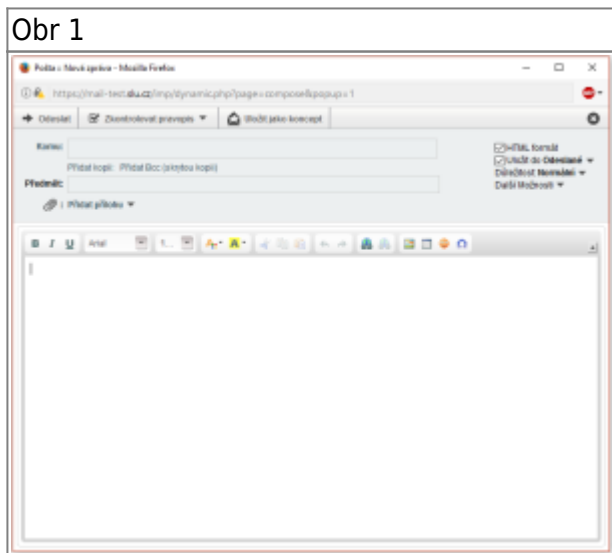 Obr 1
Pošta :: Nová zpráva - Mozilla Firefox
https://mail-test.slu.cz/imp/dynamic.php?page=compose&popup=1
Odeslat Zkontrolovat pravopis Uložit jako koncept
Komu:
HTML formát
Přidat kopii Přidat Bcc (skrytou kopii)
Uložit do Odeslané
Důležitost Normální
Předmět:
Další Možnosti
Přidat přílohu
B I U Arial 1... A A